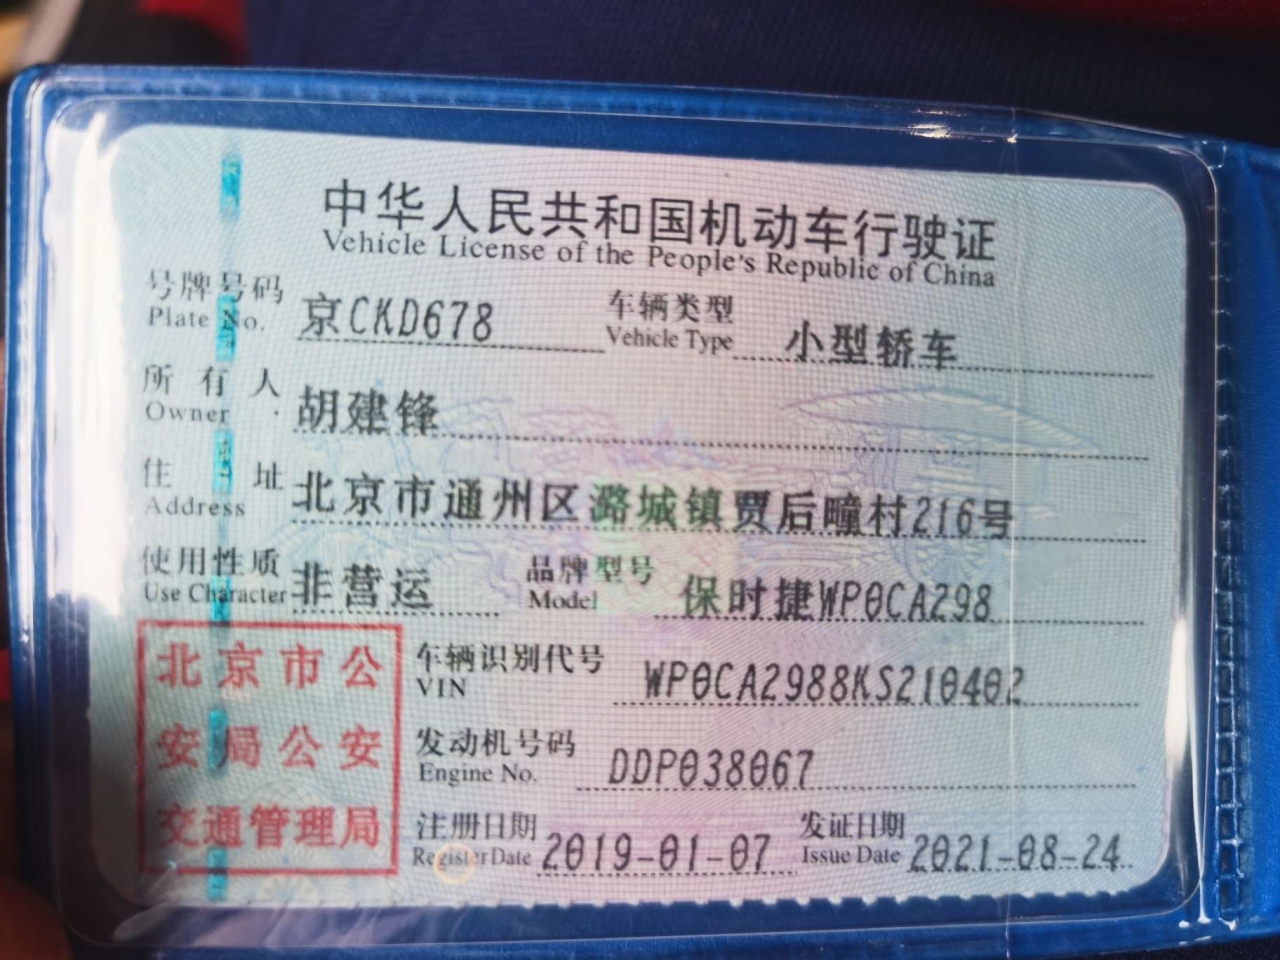 中华人民共和国机动车行驶证
Vehicle License of the People's Republic of China
号牌号码 京CKD678 车辆类型 小型轿车
Plate No. Vehicle Type
所有人 胡建锋
Owner
住址 北京市通州区潞城镇贾后疃村216号
Address
使用性质 非营运 品牌型号 保时捷WP0CA298
Use Character Model
北京市公
安局公安
交通管理局
车辆识别代号 WP0CA2988KS210402
VIN
发动机号码 DDP038067
Engine No.
注册日期 2019-01-07 发证日期 2021-08-24
Register Date Issue Date